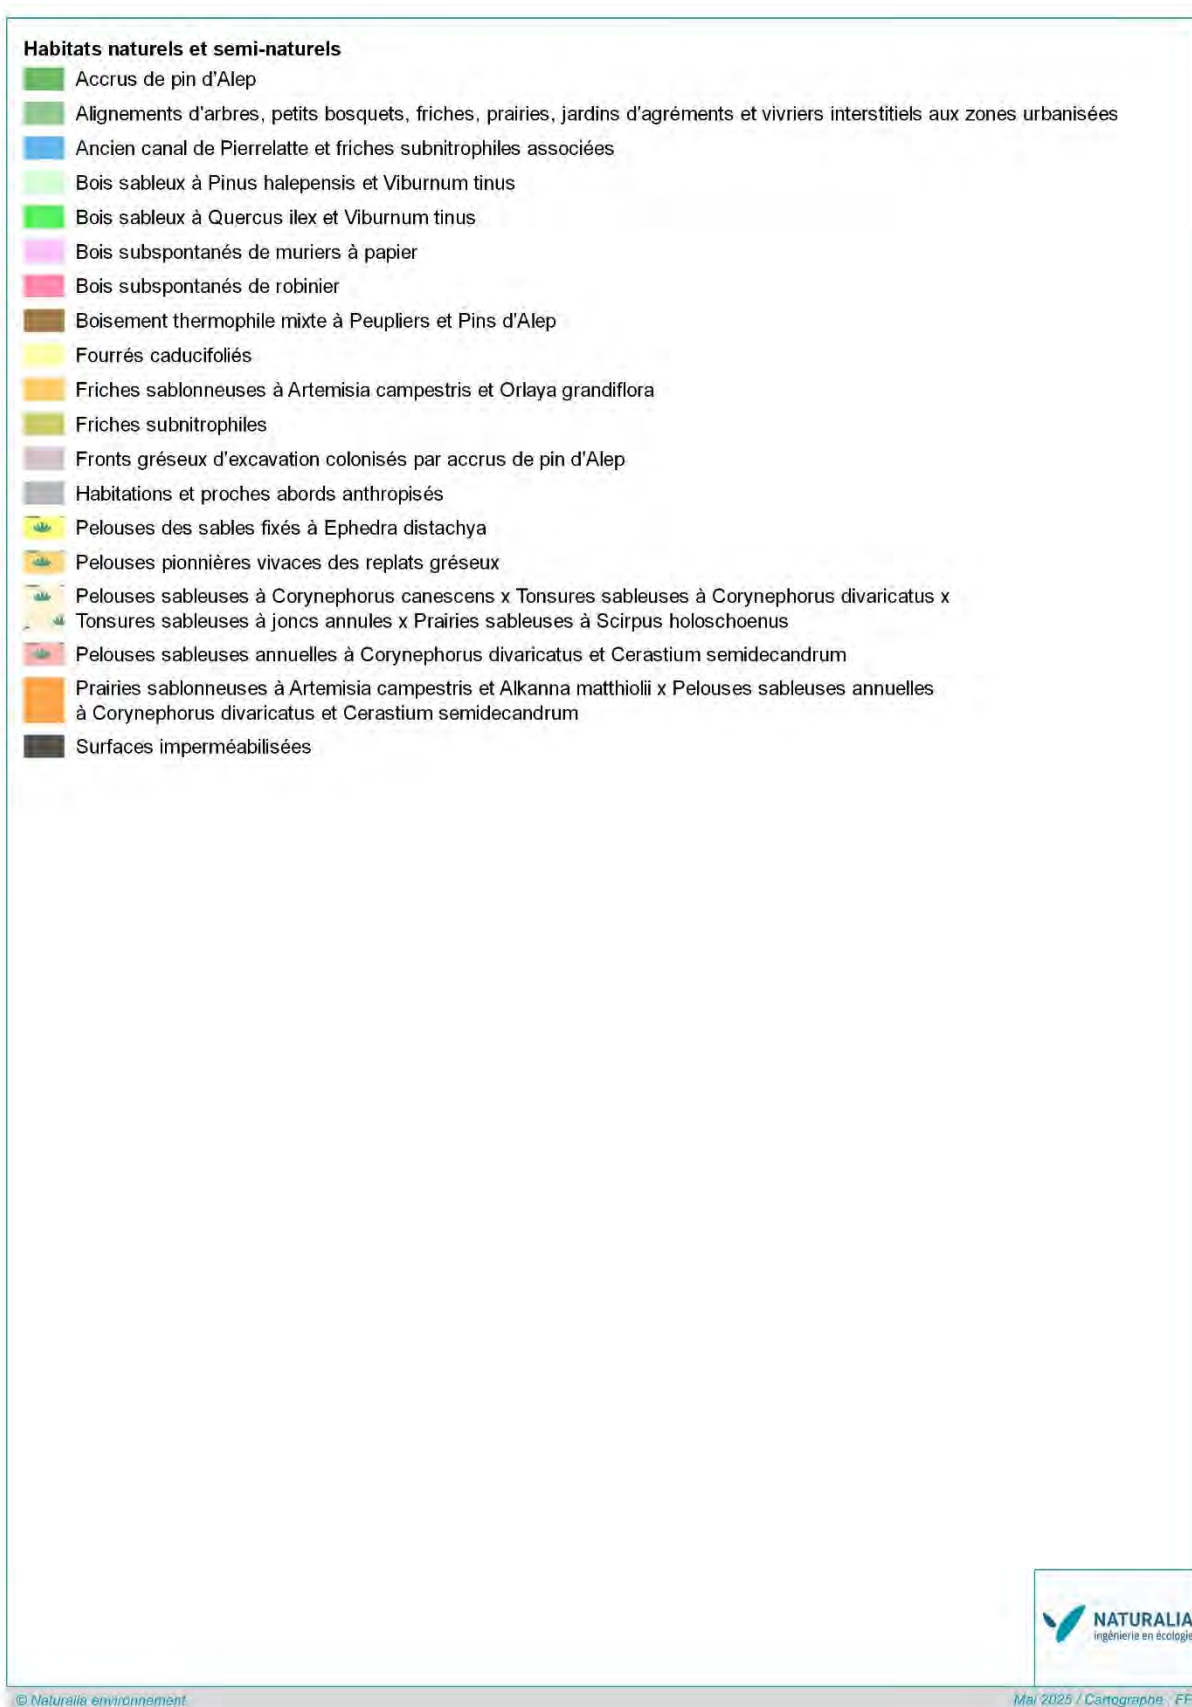 Habitats naturels et semi-naturels
Accrus de pin d'Alep
Alignements d'arbres, petits bosquets, friches, prairies, jardins d'agréments et vivriers interstitiels aux zones urbanisées
Ancien canal de Pierrelatte et friches subnitrophiles associées
Bois sableux à Pinus halepensis et Viburnum tinus
Bois sableux à Quercus ilex et Viburnum tinus
Bois subspontanés de muriers à papier
Bois subspontanés de robinier
Boisement thermophile mixte à Peupliers et Pins d'Alep
Fourrés caducifoliés
Friches sablonneuses à Artemisia campestris et Orlaya grandiflora
Friches subnitrophiles
Fronts gréseux d'excavation colonisés par accrus de pin d'Alep
Habitations et proches abords anthropisés
Pelouses des sables fixés à Ephedra distachya
Pelouses pionnières vivaces des replats gréseux
Pelouses sableuses à Corynephorus canescens x Tonsures sableuses à Corynephorus divaricatus x
Tonsures sableuses à joncs annules x Prairies sableuses à Scirpus holoschoenus
Pelouses sableuses annuelles à Corynephorus divaricatus et Cerastium semidecandrum
Prairies sablonneuses à Artemisia campestris et Alkanna matthiolii x Pelouses sableuses annuelles
à Corynephorus divaricatus et Cerastium semidecandrum
Surfaces imperméabilisées
NATURALIA
ingénierie en écologie
© Naturalia environnement
Mai 2025 / Cartographe : FF